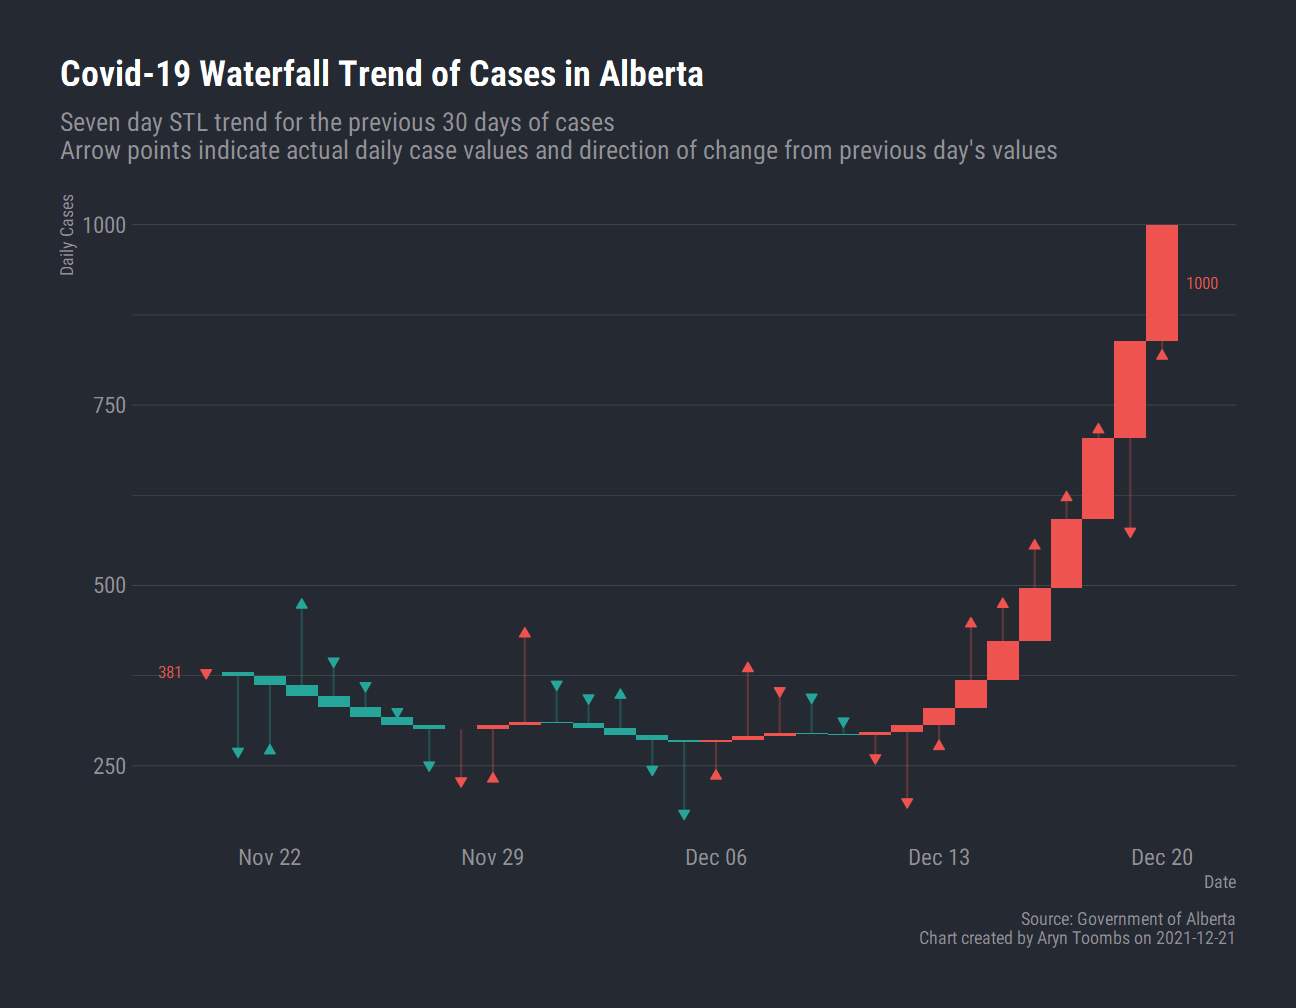 Covid-19 Waterfall Trend of Cases in Alberta
Seven day STL trend for the previous 30 days of cases
Arrow points indicate actual daily case values and direction of change from previous day's values
Daily Cases
1000
750
500
250
381
1000
Nov 22
Nov 29
Dec 06
Dec 13
Dec 20
Date
Source: Government of Alberta
Chart created by Aryn Toombs on 2021-12-21